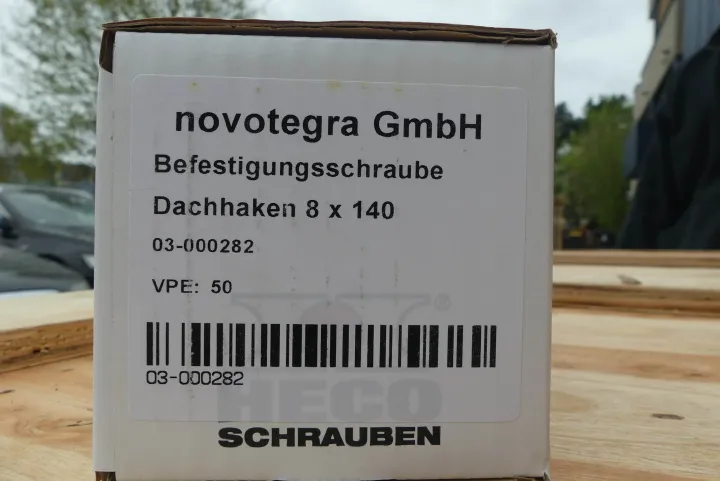 novotegra GmbH
Befestigungsschraube
Dachhaken 8 x 140
03-000282
VPE: 50
®
03-000282
HECO
SCHRAUBEN